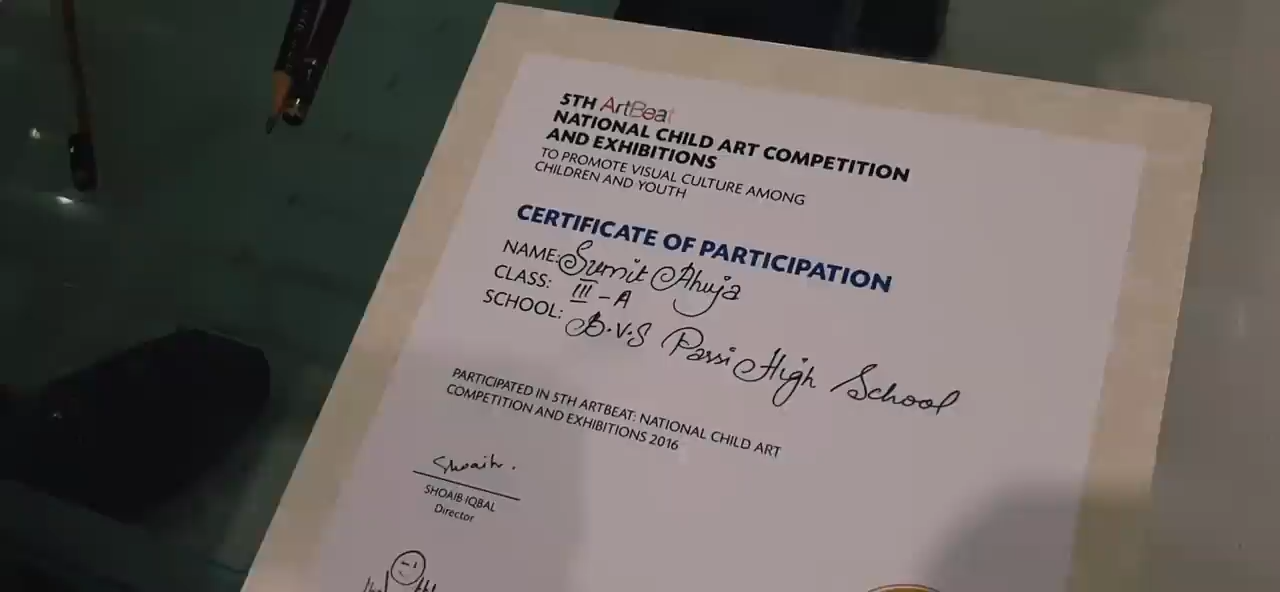 5TH ArtBeat
NATIONAL CHILD ART COMPETITION
AND EXHIBITIONS
TO PROMOTE VISUAL CULTURE AMONG
CHILDREN AND YOUTH
CERTIFICATE OF PARTICIPATION
NAME: Sumit Ahuja
CLASS: III - A
SCHOOL: B.V.S Parsi High School
PARTICIPATED IN 5TH ARTBEAT: NATIONAL CHILD ART
COMPETITION AND EXHIBITIONS 2016
Shoaib.
SHOAIB IQBAL
Director